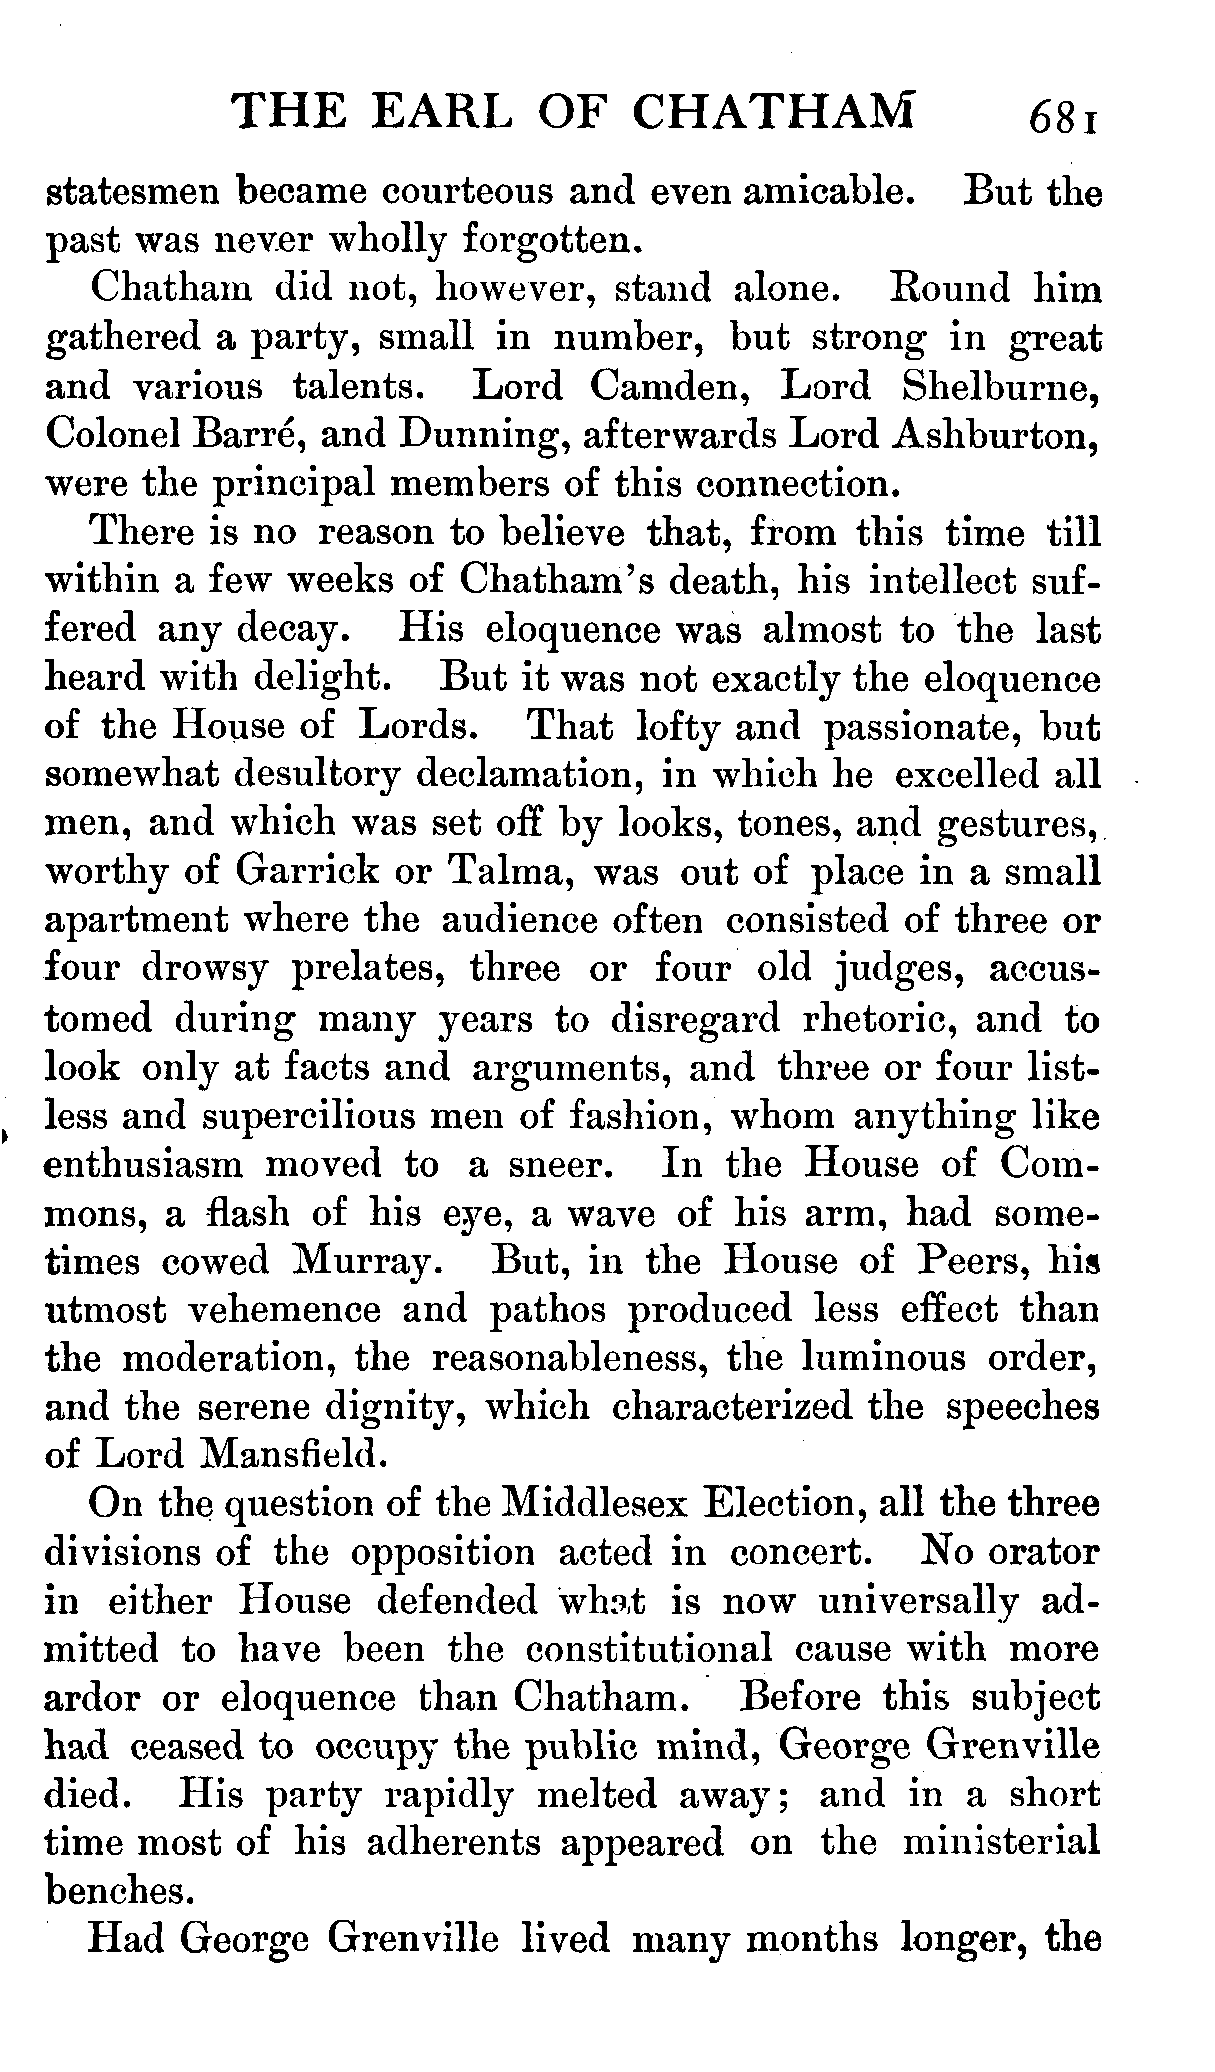 THE EARL OF CHATHAM 681
statesmen became courteous and even amicable. But the
past was never wholly forgotten.
Chatham did not, however, stand alone. Round him
gathered a party, small in number, but strong in great
and various talents. Lord Camden, Lord Shelburne,
Colonel Barré, and Dunning, afterwards Lord Ashburton,
were the principal members of this connection.
There is no reason to believe that, from this time till
within a few weeks of Chatham's death, his intellect suf-
fered any decay. His eloquence was almost to the last
heard with delight. But it was not exactly the eloquence
of the House of Lords. That lofty and passionate, but
somewhat desultory declamation, in which he excelled all
men, and which was set off by looks, tones, and gestures,
worthy of Garrick or Talma, was out of place in a small
apartment where the audience often consisted of three or
four drowsy prelates, three or four old judges, accus-
tomed during many years to disregard rhetoric, and to
look only at facts and arguments, and three or four list-
less and supercilious men of fashion, whom anything like
enthusiasm moved to a sneer. In the House of Com-
mons, a flash of his eye, a wave of his arm, had some-
times cowed Murray. But, in the House of Peers, his
utmost vehemence and pathos produced less effect than
the moderation, the reasonableness, the luminous order,
and the serene dignity, which characterized the speeches
of Lord Mansfield.
On the question of the Middlesex Election, all the three
divisions of the opposition acted in concert. No orator
in either House defended what is now universally ad-
mitted to have been the constitutional cause with more
ardor or eloquence than Chatham. Before this subject
had ceased to occupy the public mind, George Grenville
died. His party rapidly melted away; and in a short
time most of his adherents appeared on the ministerial
benches.
Had George Grenville lived many months longer, the